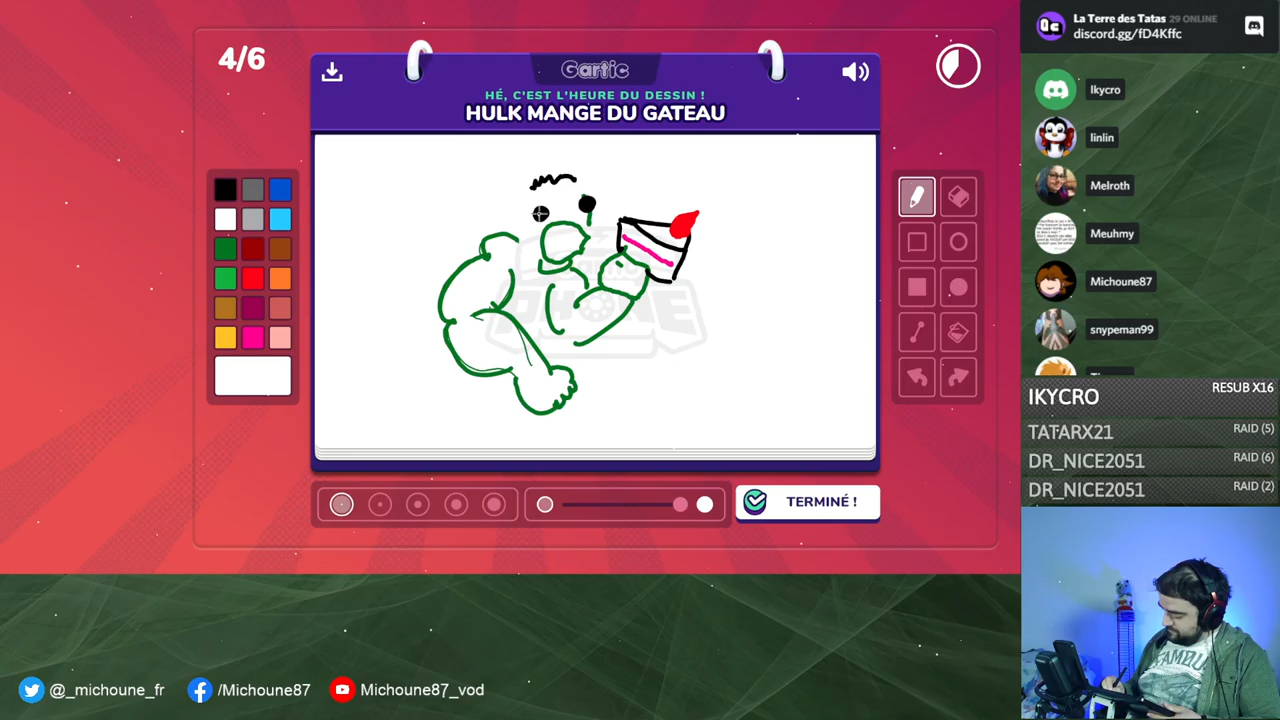 4/6
Gartic
HÉ, C'EST L'HEURE DU DESSIN !
HULK MANGE DU GATEAU
PHONE
TERMINÉ !
La Terre des Tatas 29 ONLINE
discord.gg/fD4Kffc
Ikycro
linlin
Melroth
Meuhmy
Michoune87
snypeman99
IKYCRO RESUB X16
TATARX21 RAID (5)
DR_NICE2051 RAID (6)
DR_NICE2051 RAID (2)
@_michoune_fr
/Michoune87
Michoune87_vod